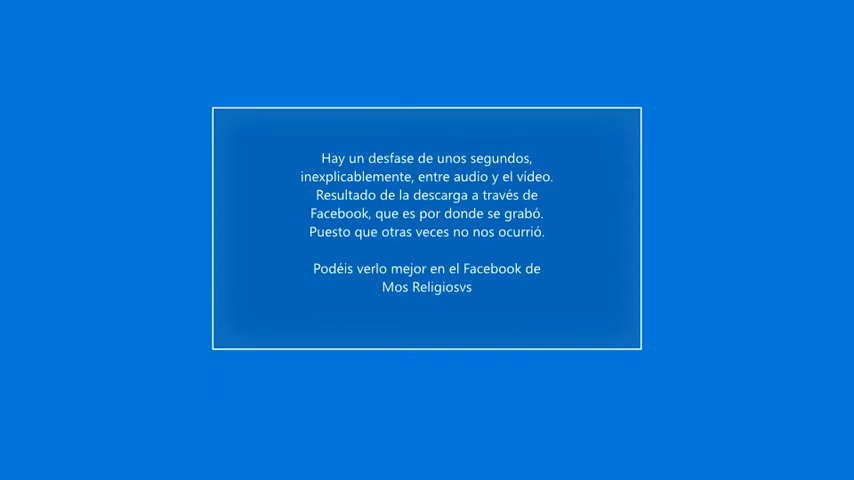 Hay un desfase de unos segundos,
inexplicablemente, entre audio y el vídeo.
Resultado de la descarga a través de
Facebook, que es por donde se grabó.
Puesto que otras veces no nos ocurrió.
Podéis verlo mejor en el Facebook de
Mos Religiosvs